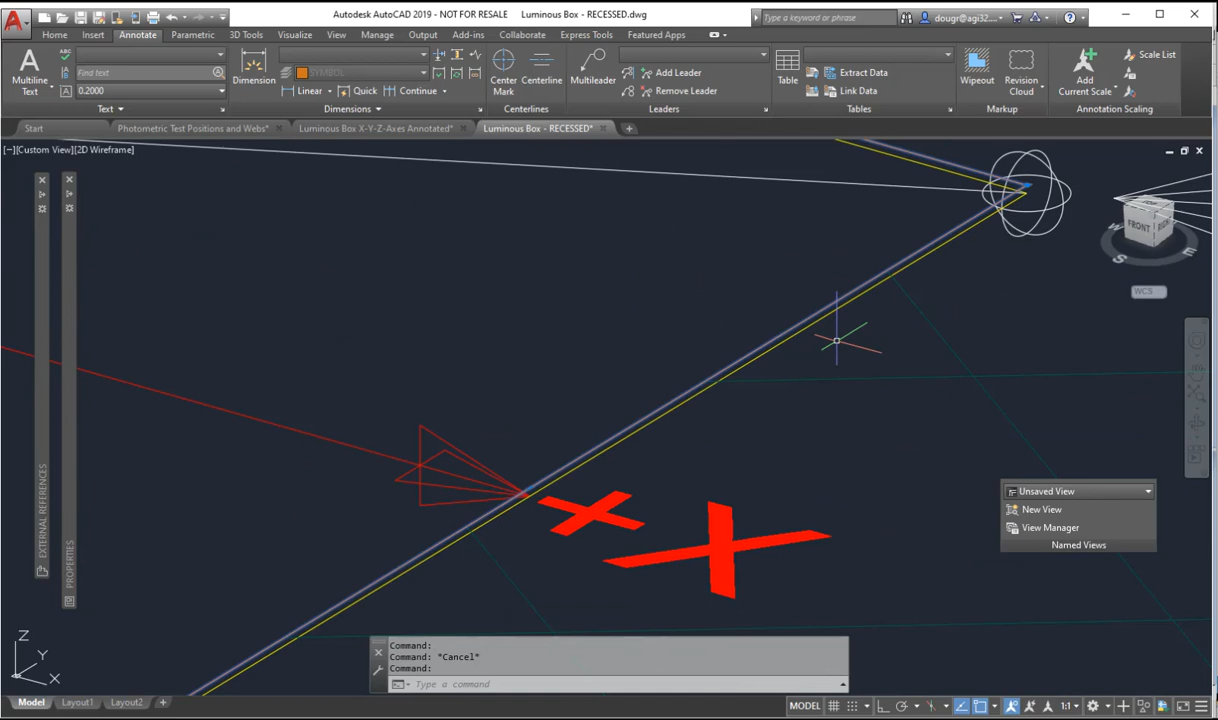 Autodesk AutoCAD 2019 - NOT FOR RESALE Luminous Box - RECESSED.dwg
Type a keyword or phrase
dougr@agi32...
Home Insert Annotate Parametric 3D Tools Visualize View Manage Output Add-ins Collaborate Express Tools Featured Apps
Multiline Text
Find text
0.2000
Text
Dimension
SYMBOL
Linear Quick Continue
Dimensions
Center Mark
Centerline
Centerlines
Multileader
Add Leader
Remove Leader
Leaders
Table
Extract Data
Link Data
Tables
Wipeout
Revision Cloud
Markup
Add Current Scale
Scale List
Annotation Scaling
Start Photometric Test Positions and Webs* Luminous Box X-Y-Z-Axes Annotated* Luminous Box - RECESSED*
[−][Custom View][2D Wireframe]
FRONT
RIGHT
W
S
E
WCS
EXTERNAL REFERENCES
PROPERTIES
Unsaved View
New View
View Manager
Named Views
X
X
Z
Y
X
Command:
Command: *Cancel*
Command:
Type a command
Model Layout1 Layout2
MODEL
1:1